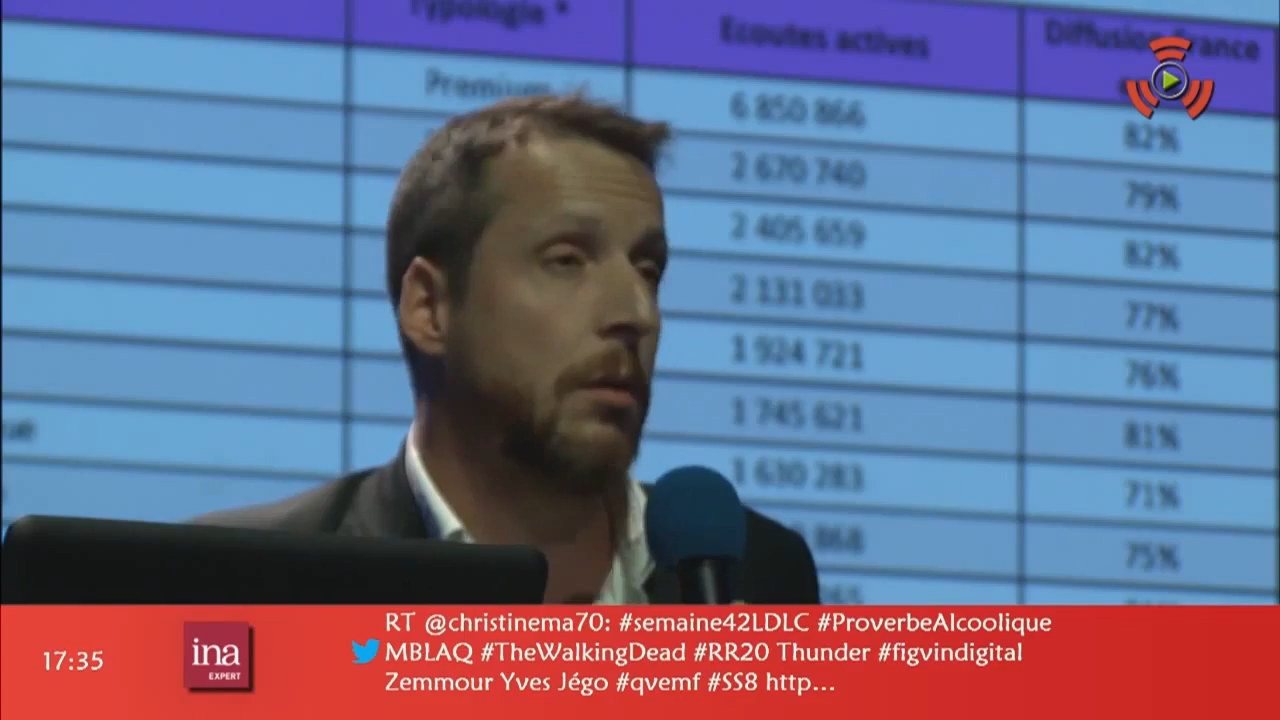 Typologie *
Ecoutes actives
Diffusion France
Premium
6 850 866
82%
2 670 740
79%
2 405 659
82%
2 131 033
77%
1 924 721
76%
1 745 621
81%
1 630 283
71%
868
75%
RT @christinema70: #semaine42LDLC #ProverbeAlcoolique
17:35
ina
EXPERT
MBLAQ #TheWalkingDead #RR20 Thunder #figvindigital
Zemmour Yves Jégo #qvemf #SS8 http...